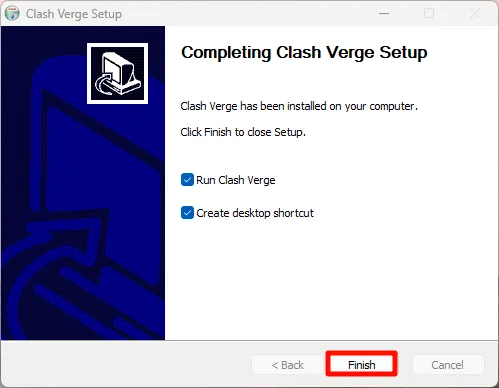 Clash Verge Setup
Completing Clash Verge Setup
Clash Verge has been installed on your computer.
Click Finish to close Setup.
Run Clash Verge
Create desktop shortcut
< Back
Finish
Cancel